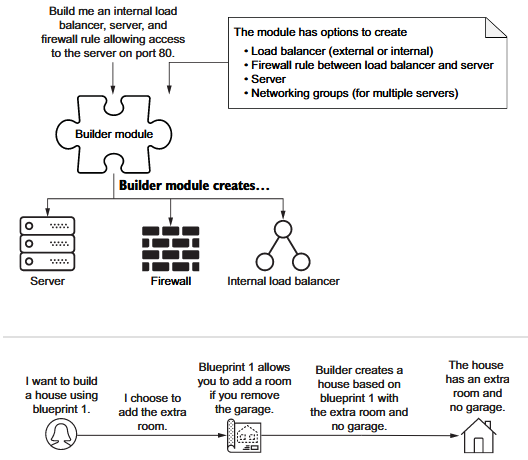 Build me an internal load
balancer, server, and
firewall rule allowing access
to the server on port 80.
The module has options to create
• Load balancer (external or internal)
• Firewall rule between load balancer and server
• Server
• Networking groups (for multiple servers)
Builder module
Builder module creates...
Server
Firewall
Internal load balancer
I want to build
a house using
blueprint 1.
I choose to
add the extra
room.
Blueprint 1 allows
you to add a room
if you remove
the garage.
Builder creates a
house based on
blueprint 1 with
the extra room and
no garage.
The house
has an extra
room and
no garage.